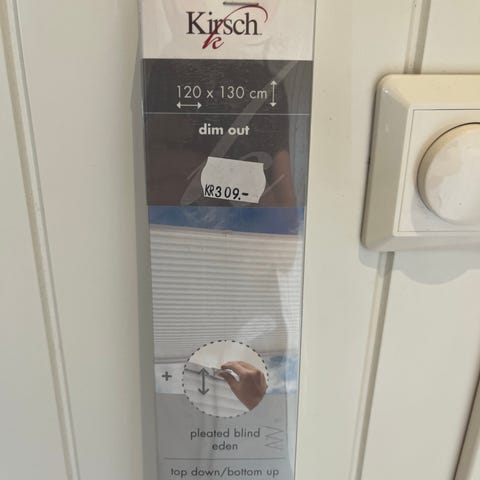 Kirsch
120 x 130 cm
dim out
KR309.-
+
pleated blind
eden
top down/bottom up